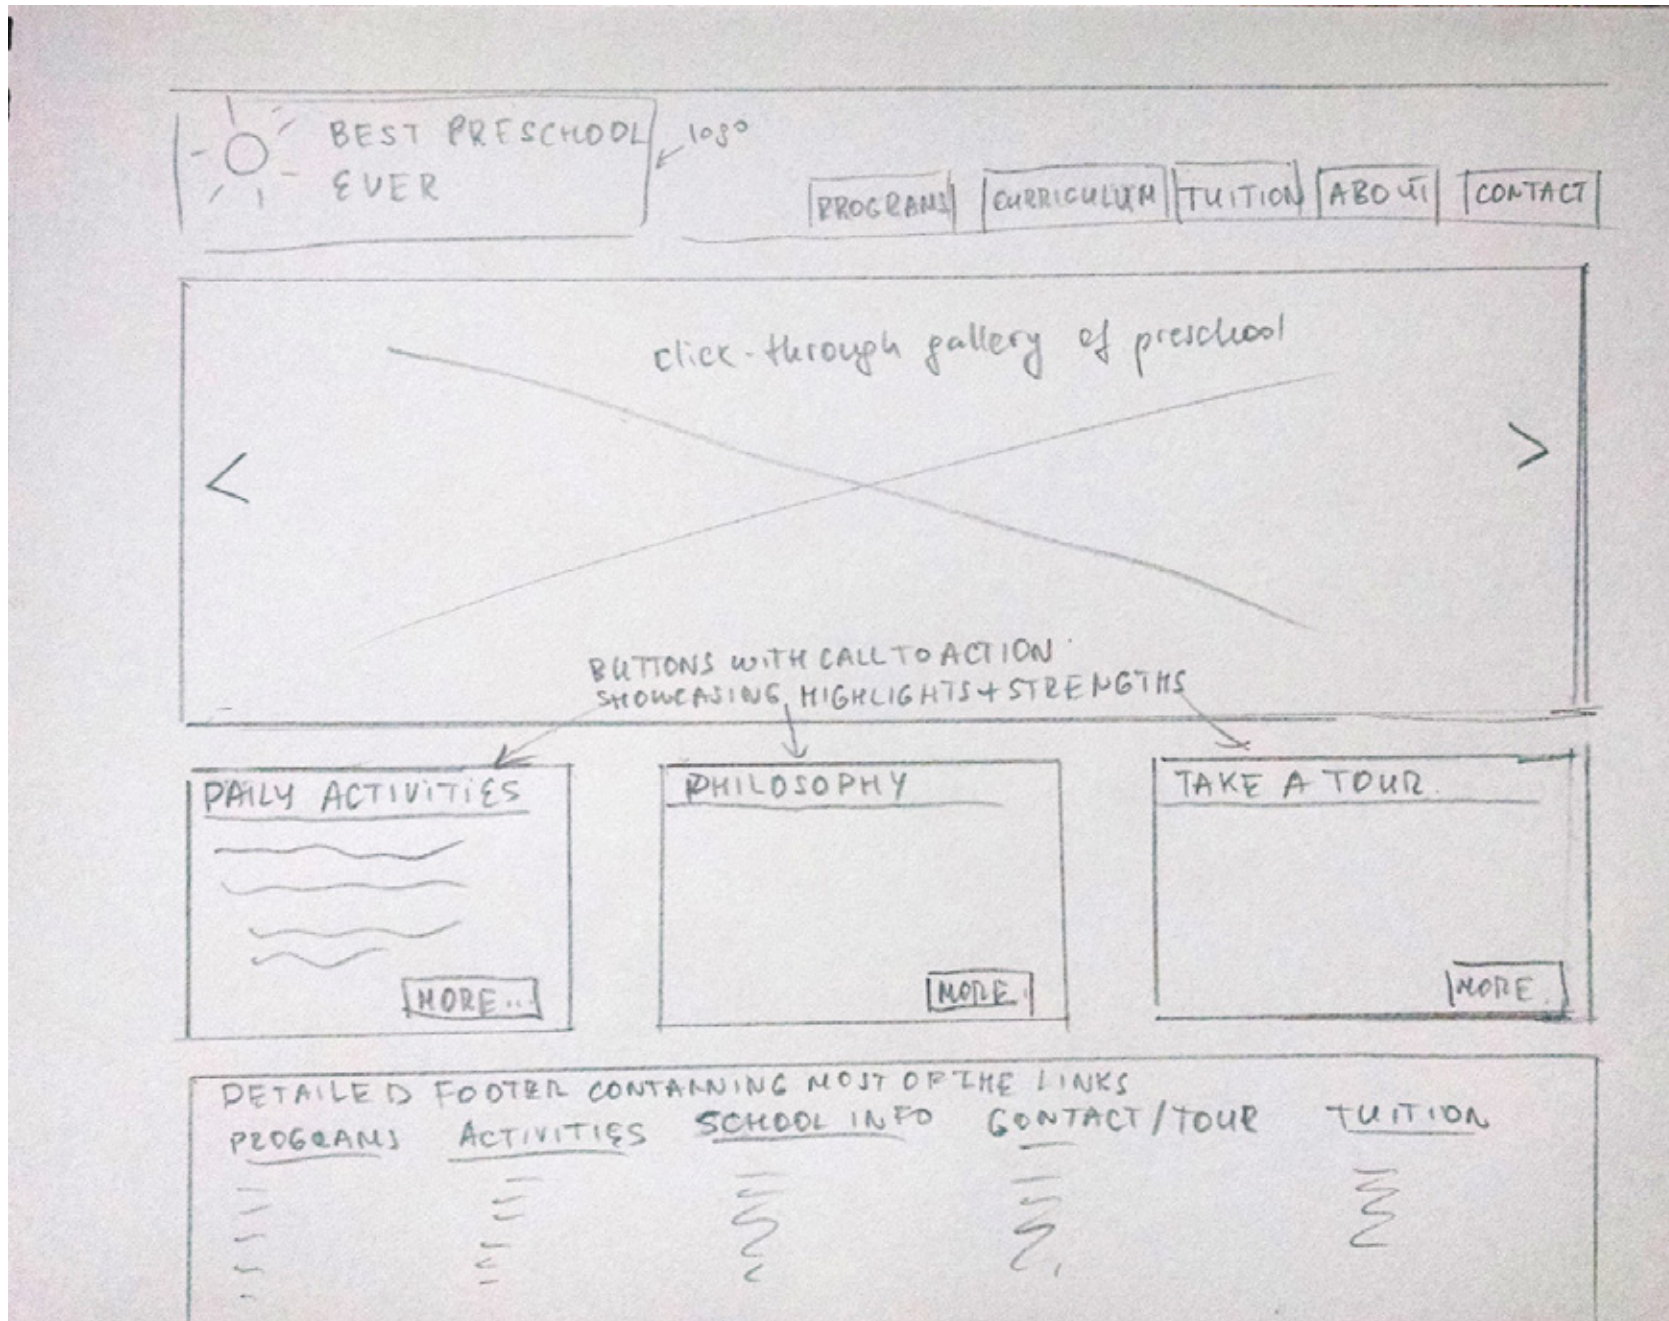 BEST PRESCHOOL
EVER
logo
PROGRAMS
CURRICULUM
TUITION
ABOUT
CONTACT
click-through gallery of preschool
<
>
BUTTONS WITH CALL TO ACTION
SHOWCASING HIGHLIGHTS + STRENGTHS
DAILY ACTIVITIES
MORE...
PHILOSOPHY
MORE.
TAKE A TOUR.
MORE.
DETAILED FOOTER CONTANNING MOST OF THE LINKS
PROGRAMS
ACTIVITIES
SCHOOL INFO
CONTACT/TOUR
TUITION